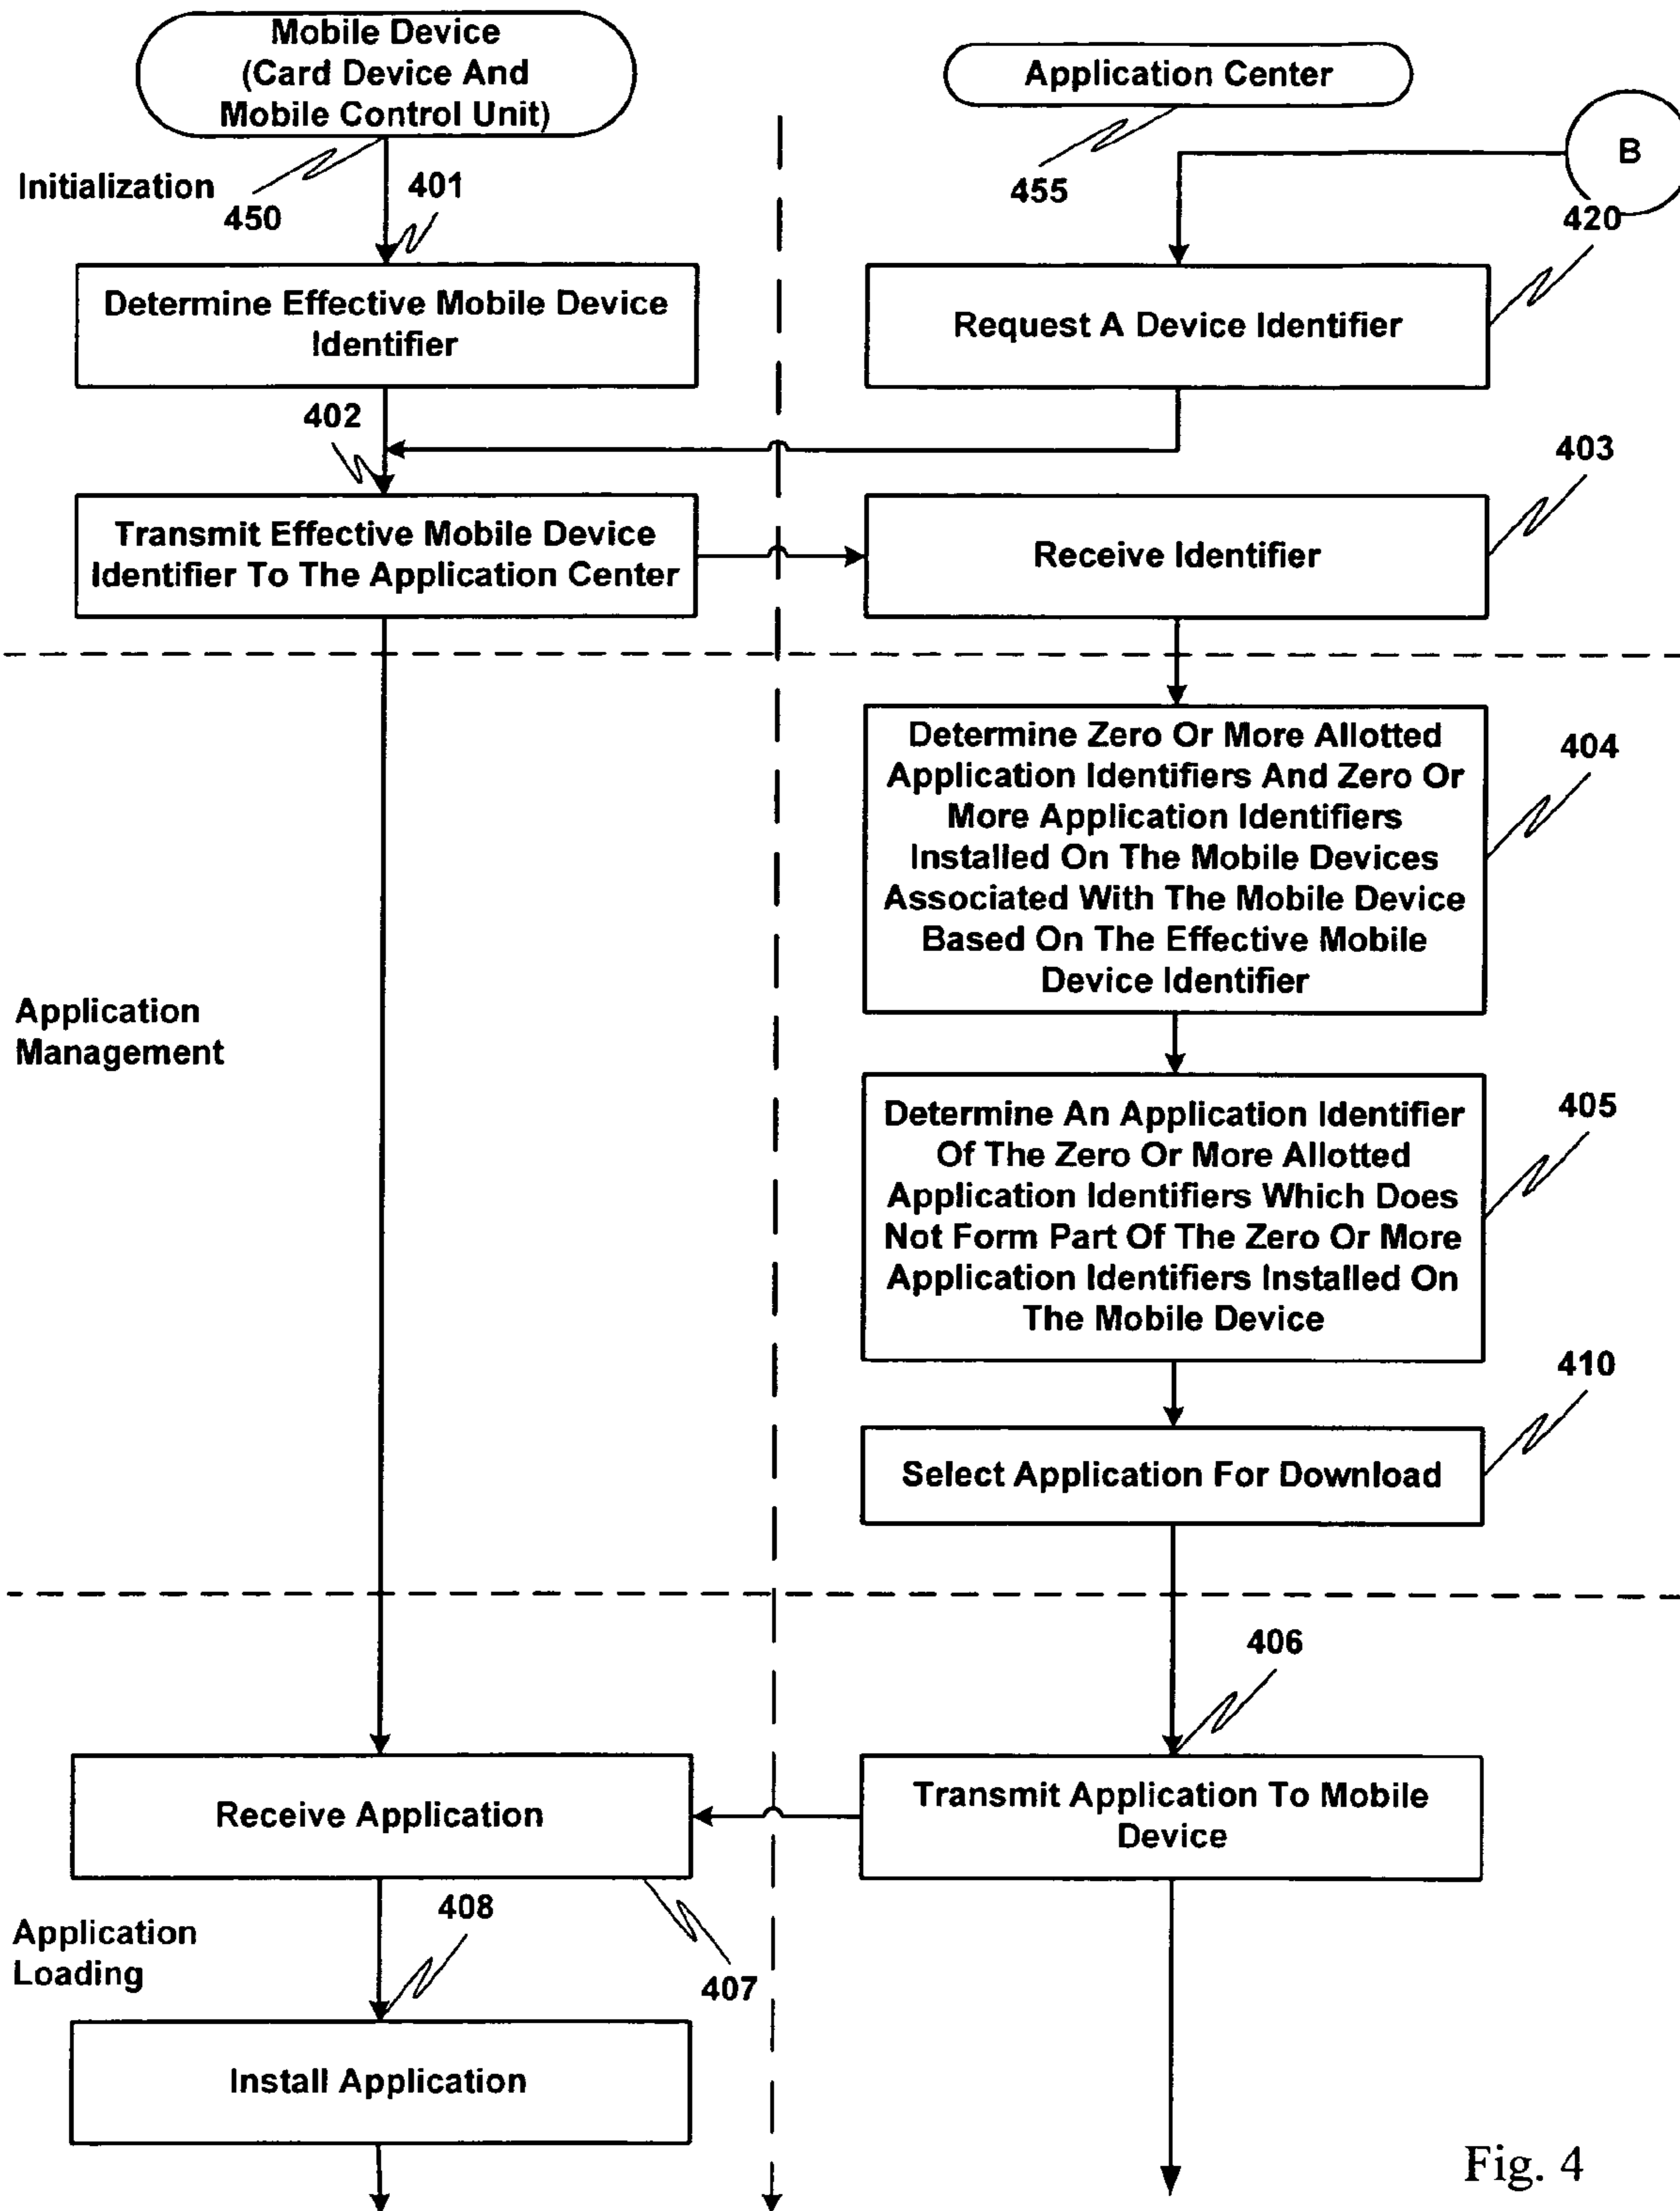 Mobile Device
(Card Device And
Mobile Control Unit)
Application Center
B
Initialization
450
401
455
420
Determine Effective Mobile Device
Identifier
Request A Device Identifier
402
403
Transmit Effective Mobile Device
Identifier To The Application Center
Receive Identifier
Determine Zero Or More Allotted
Application Identifiers And Zero Or
More Application Identifiers
Installed On The Mobile Devices
Associated With The Mobile Device
Based On The Effective Mobile
Device Identifier
404
Application
Management
Determine An Application Identifier
Of The Zero Or More Allotted
Application Identifiers Which Does
Not Form Part Of The Zero Or More
Application Identifiers Installed On
The Mobile Device
405
410
Select Application For Download
406
Receive Application
Transmit Application To Mobile
Device
408
Application
Loading
407
Install Application
Fig. 4